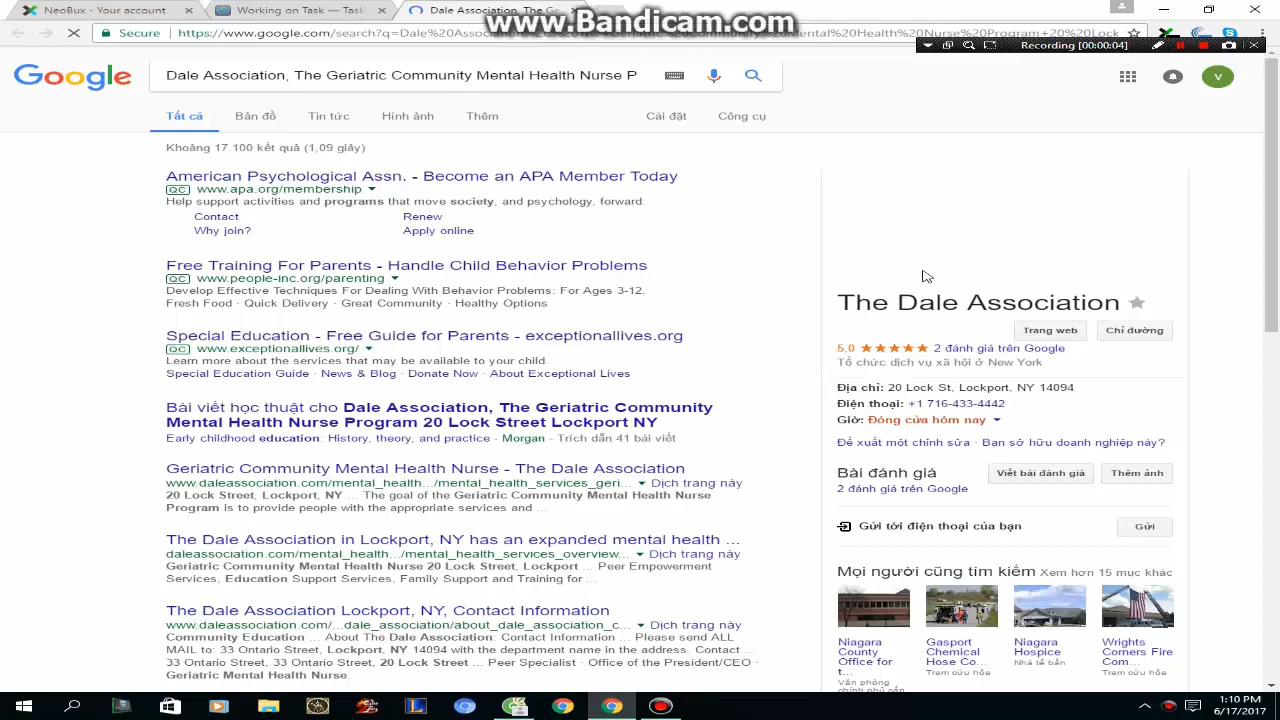 NeoBux - Your account
Working on Task — Task
Dale Association, The Ge
www.Bandicam.com
Secure
https://www.google.com/search?q=Dale%20Association
Recording [00:00:04]
Google
Dale Association, The Geriatric Community Mental Health Nurse P
V
Tất cả Bản đồ Tin tức Hình ảnh Thêm Cài đặt Công cụ
Khoảng 17.100 kết quả (1,09 giây)
American Psychological Assn. - Become an APA Member Today
QC www.apa.org/membership
Help support activities and programs that move society, and psychology, forward.
Contact Renew
Why join? Apply online
Free Training For Parents - Handle Child Behavior Problems
QC www.people-inc.org/parenting
Develop Effective Techniques For Dealing With Behavior Problems: For Ages 3-12.
Fresh Food · Quick Delivery · Great Community · Healthy Options
Special Education - Free Guide for Parents - exceptionallives.org
QC www.exceptionallives.org/
Learn more about the services that may be available to your child.
Special Education Guide · News & Blog · Donate Now · About Exceptional Lives
Bài viết học thuật cho Dale Association, The Geriatric Community
Mental Health Nurse Program 20 Lock Street Lockport NY
Early childhood education: History, theory, and practice - Morgan - Trích dẫn 41 bài viết
Geriatric Community Mental Health Nurse - The Dale Association
www.daleassociation.com/mental_health.../mental_health_services_geri... Dịch trang này
20 Lock Street, Lockport, NY ... The goal of the Geriatric Community Mental Health Nurse
Program is to provide people with the appropriate services and ...
The Dale Association in Lockport, NY has an expanded mental health ...
daleassociation.com/mental_health.../mental_health_services_overview... Dịch trang này
Geriatric Community Mental Health Nurse 20 Lock Street, Lockport ... Peer Empowerment
Services, Education Support Services, Family Support and Training for ...
The Dale Association Lockport, NY, Contact Information
www.daleassociation.com/...dale_association/about_dale_association_c... Dịch trang này
Community Education ... About The Dale Association: Contact Information ... Please send ALL
MAIL to: 33 Ontario Street, Lockport, NY 14094 with the department name in the address. Contact ...
33 Ontario Street, 33 Ontario Street, 20 Lock Street ... Peer Specialist · Office of the President/CEO ·
Geriatric Mental Health Nurse.
The Dale Association
Trang web Chỉ đường
5,0 2 đánh giá trên Google
Tổ chức dịch vụ xã hội ở New York
Địa chỉ: 20 Lock St, Lockport, NY 14094
Điện thoại: +1 716-433-4442
Giờ: Đóng cửa hôm nay
Đề xuất một chỉnh sửa · Bạn sở hữu doanh nghiệp này?
Bài đánh giá Viết bài đánh giá Thêm ảnh
2 đánh giá trên Google
Gửi tới điện thoại của bạn Gửi
Mọi người cũng tìm kiếm Xem hơn 15 mục khác
Niagara Gasport Niagara Wrights
County Chemical Hospice Corners Fire
Office for Hose Co... Nhà tế bần Com...
t... Trạm cứu hỏa Trạm cứu hỏa
Văn phòng
chính phủ cấp
1:10 PM
6/17/2017